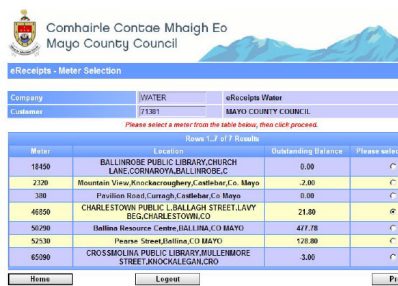 Comhairle Contae Mhaigh Eo
Mayo County Council
eReceipts - Meter Selection
Company WATER eReceipts Water
Customer 71381 MAYO COUNTY COUNCIL
Please select a meter from the table below, then click proceed.
Rows 1..7 of 7 Results
Meter Location Outstanding Balance Please selec
18450 BALLINROBE PUBLIC LIBRARY,CHURCH LANE,CORNAROYA,BALLINROBE,C 0.00
2320 Mountain View,Knockacroughery,Castlebar,Co. Mayo -2.00
380 Pavilion Road,Curragh,Castlebar,Co Mayo 0.00
46850 CHARLESTOWN PUBLIC L.BALLAGH STREET.LAVY BEG,CHARLESTOWN,CO 21.80
50290 Ballina Resource Centre,BALLINA,CO MAYO 477.78
52530 Pearse Street,Ballina,CO MAYO 128.80
65090 CROSSMOLINA PUBLIC LIBRARY,MULLENMORE STREET,KNOCKALEGAN,CRO -3.00
Home Logout Pr